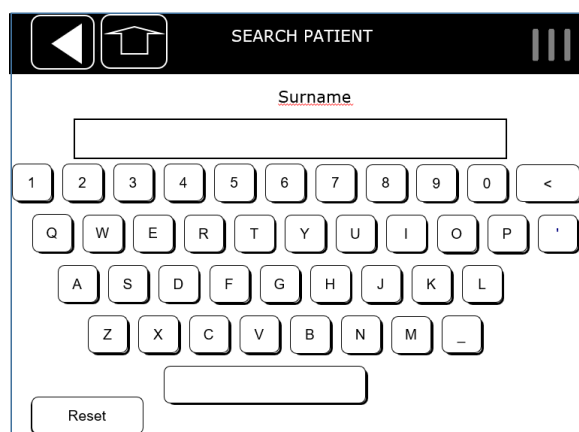 SEARCH PATIENT
Surname
1 2 3 4 5 6 7 8 9 0 <
Q W E R T Y U I O P '
A S D F G H J K L
Z X C V B N M _
Reset